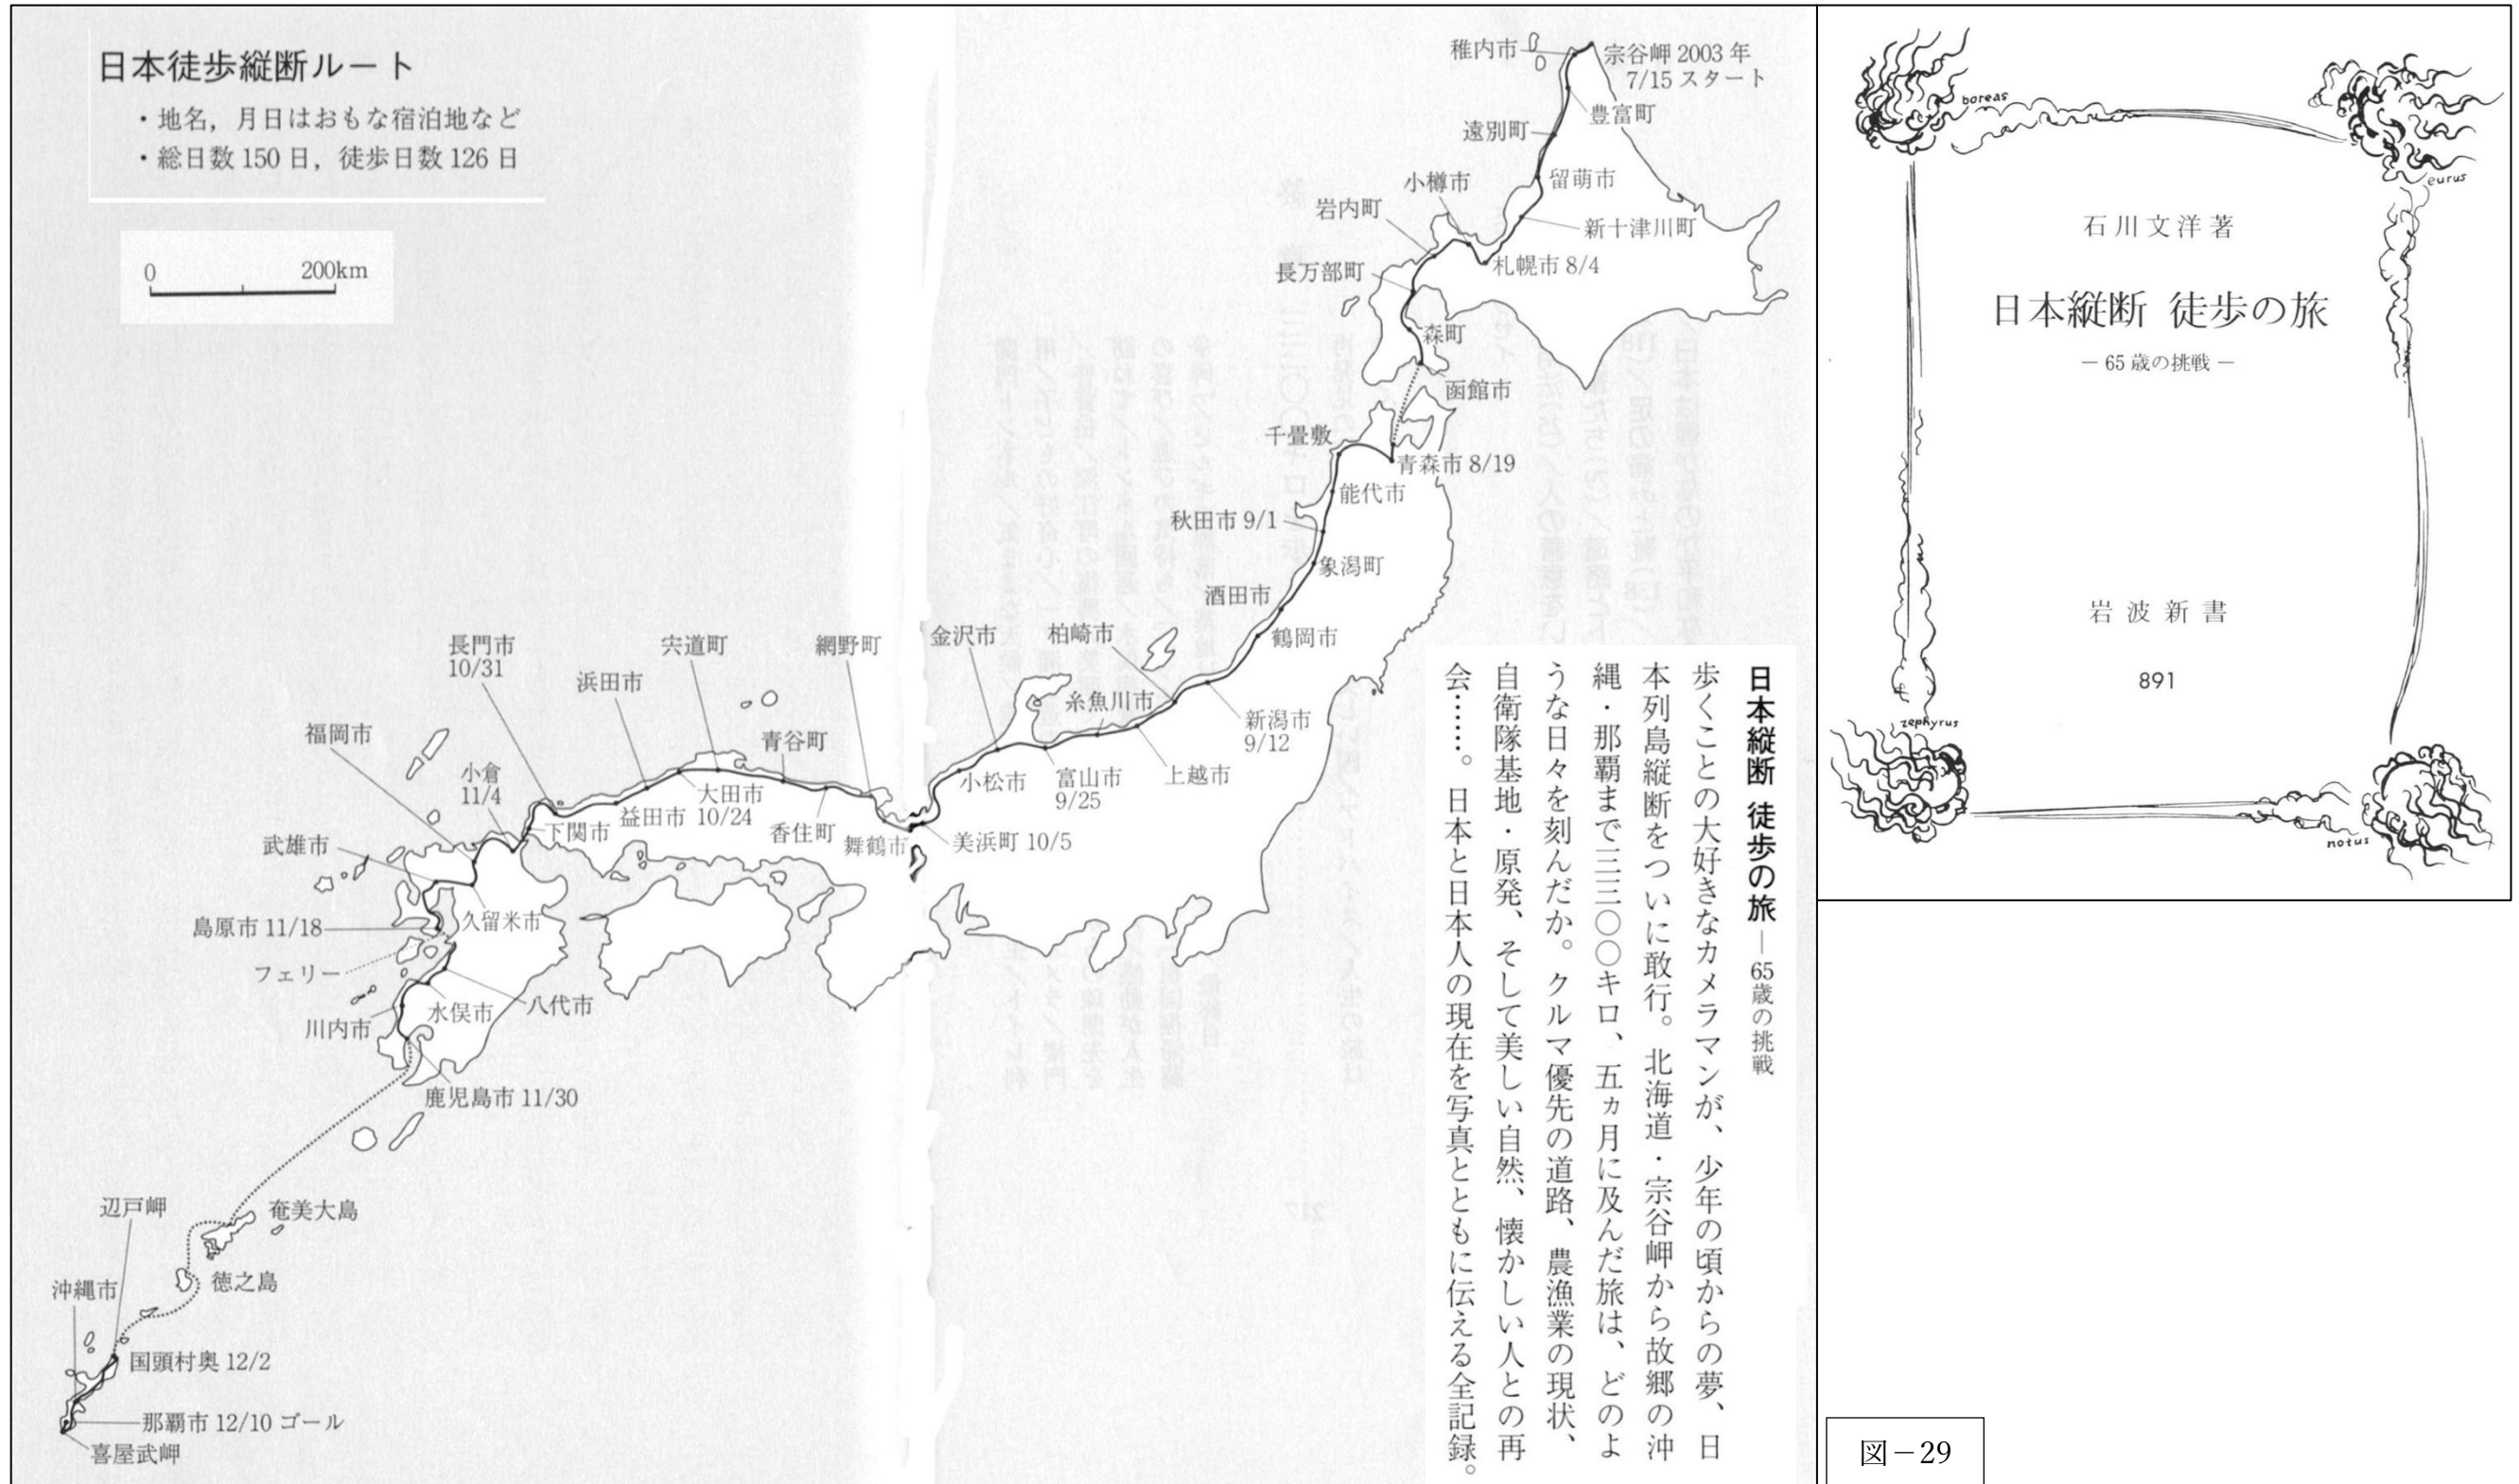 日本徒歩縦断ルート
・地名，月日はおもな宿泊地など
・総日数 150 日，徒歩日数 126 日
0
200km
稚内市
宗谷岬 2003 年
7/15 スタート
豊富町
遠別町
留萌市
小樽市
岩内町
新十津川町
札幌市 8/4
長万部町
森町
函館市
千畳敷
青森市 8/19
能代市
秋田市 9/1
象潟町
酒田市
鶴岡市
柏崎市
新潟市
9/12
糸魚川市
上越市
金沢市
富山市
9/25
小松市
美浜町 10/5
網野町
舞鶴市
香住町
青谷町
宍道町
大田市
10/24
浜田市
益田市
長門市
10/31
下関市
小倉
11/4
福岡市
武雄市
久留米市
島原市 11/18
フェリー
八代市
水俣市
川内市
鹿児島市 11/30
奄美大島
徳之島
辺戸岬
沖縄市
国頭村奥 12/2
那覇市 12/10 ゴール
喜屋武岬
日本縦断 徒歩の旅―65歳の挑戦
歩くことの大好きなカメラマンが、少年の頃からの夢、日
本列島縦断をついに敢行。北海道・宗谷岬から故郷の沖
縄・那覇まで三三〇〇キロ、五ヵ月に及んだ旅は、どのよ
うな日々を刻んだか。クルマ優先の道路、農漁業の現状、
自衛隊基地・原発、そして美しい自然、懐かしい人との再
会……。日本と日本人の現在を写真とともに伝える全記録。
boreas
eurus
石川文洋著
日本縦断 徒歩の旅
― 65 歳の挑戦 ―
岩波新書
891
zephyrus
notus
図－29